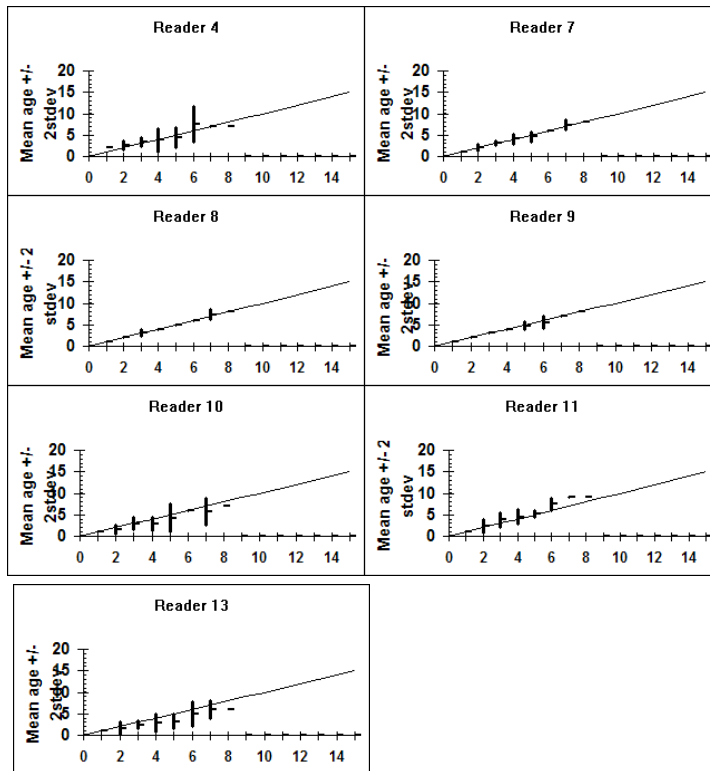 Reader 4
Mean age +/-
2stdev
20
15
10
5
0
0 2 4 6 8 10 12 14
Reader 7
Mean age +/-
2stdev
20
15
10
5
0
0 2 4 6 8 10 12 14
Reader 8
Mean age +/- 2
stdev
20
15
10
5
0
0 2 4 6 8 10 12 14
Reader 9
Mean age +/-
2stdev
20
15
10
5
0
0 2 4 6 8 10 12 14
Reader 10
Mean age +/-
2stdev
20
15
10
5
0
0 2 4 6 8 10 12 14
Reader 11
Mean age +/- 2
stdev
20
15
10
5
0
0 2 4 6 8 10 12 14
Reader 13
Mean age +/-
2stdev
20
15
10
5
0
0 2 4 6 8 10 12 14